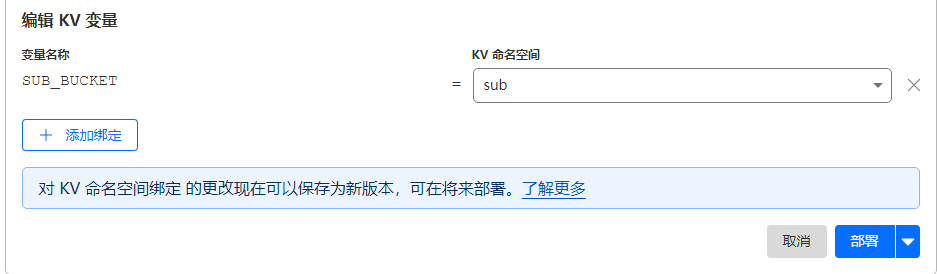 编辑 KV 变量
变量名称
KV 命名空间
SUB_BUCKET
=
sub
添加绑定
对 KV 命名空间绑定 的更改现在可以保存为新版本，可在将来部署。了解更多
取消
部署